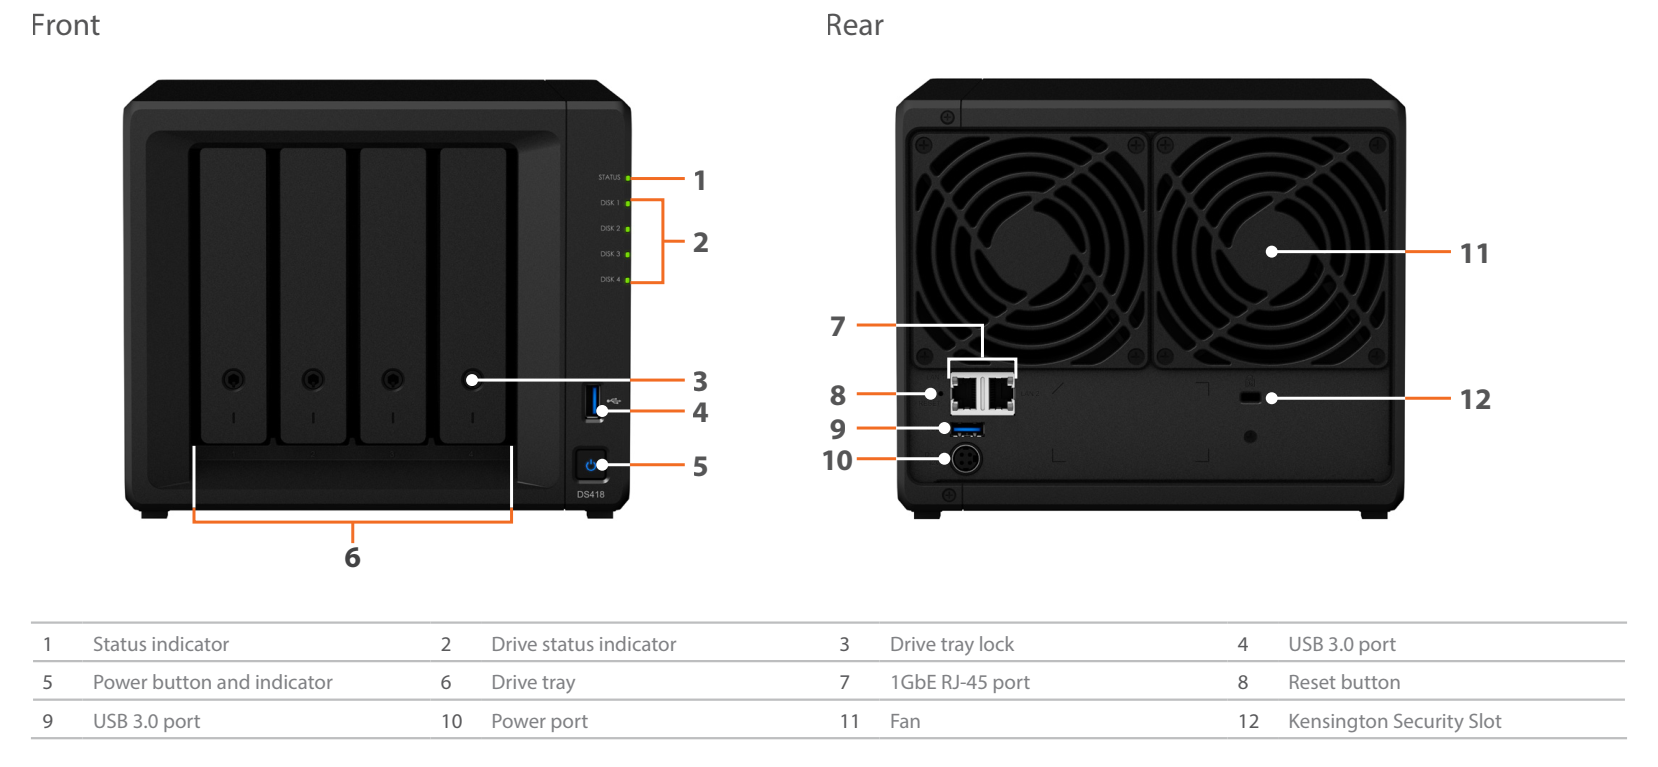 Front
Rear
STATUS
1
DISK 1
DISK 2
2
DISK 3
DISK 4
3
4
5
DS418
6
7
8
9
10
11
12
1 Status indicator 2 Drive status indicator 3 Drive tray lock 4 USB 3.0 port
5 Power button and indicator 6 Drive tray 7 1GbE RJ-45 port 8 Reset button
9 USB 3.0 port 10 Power port 11 Fan 12 Kensington Security Slot